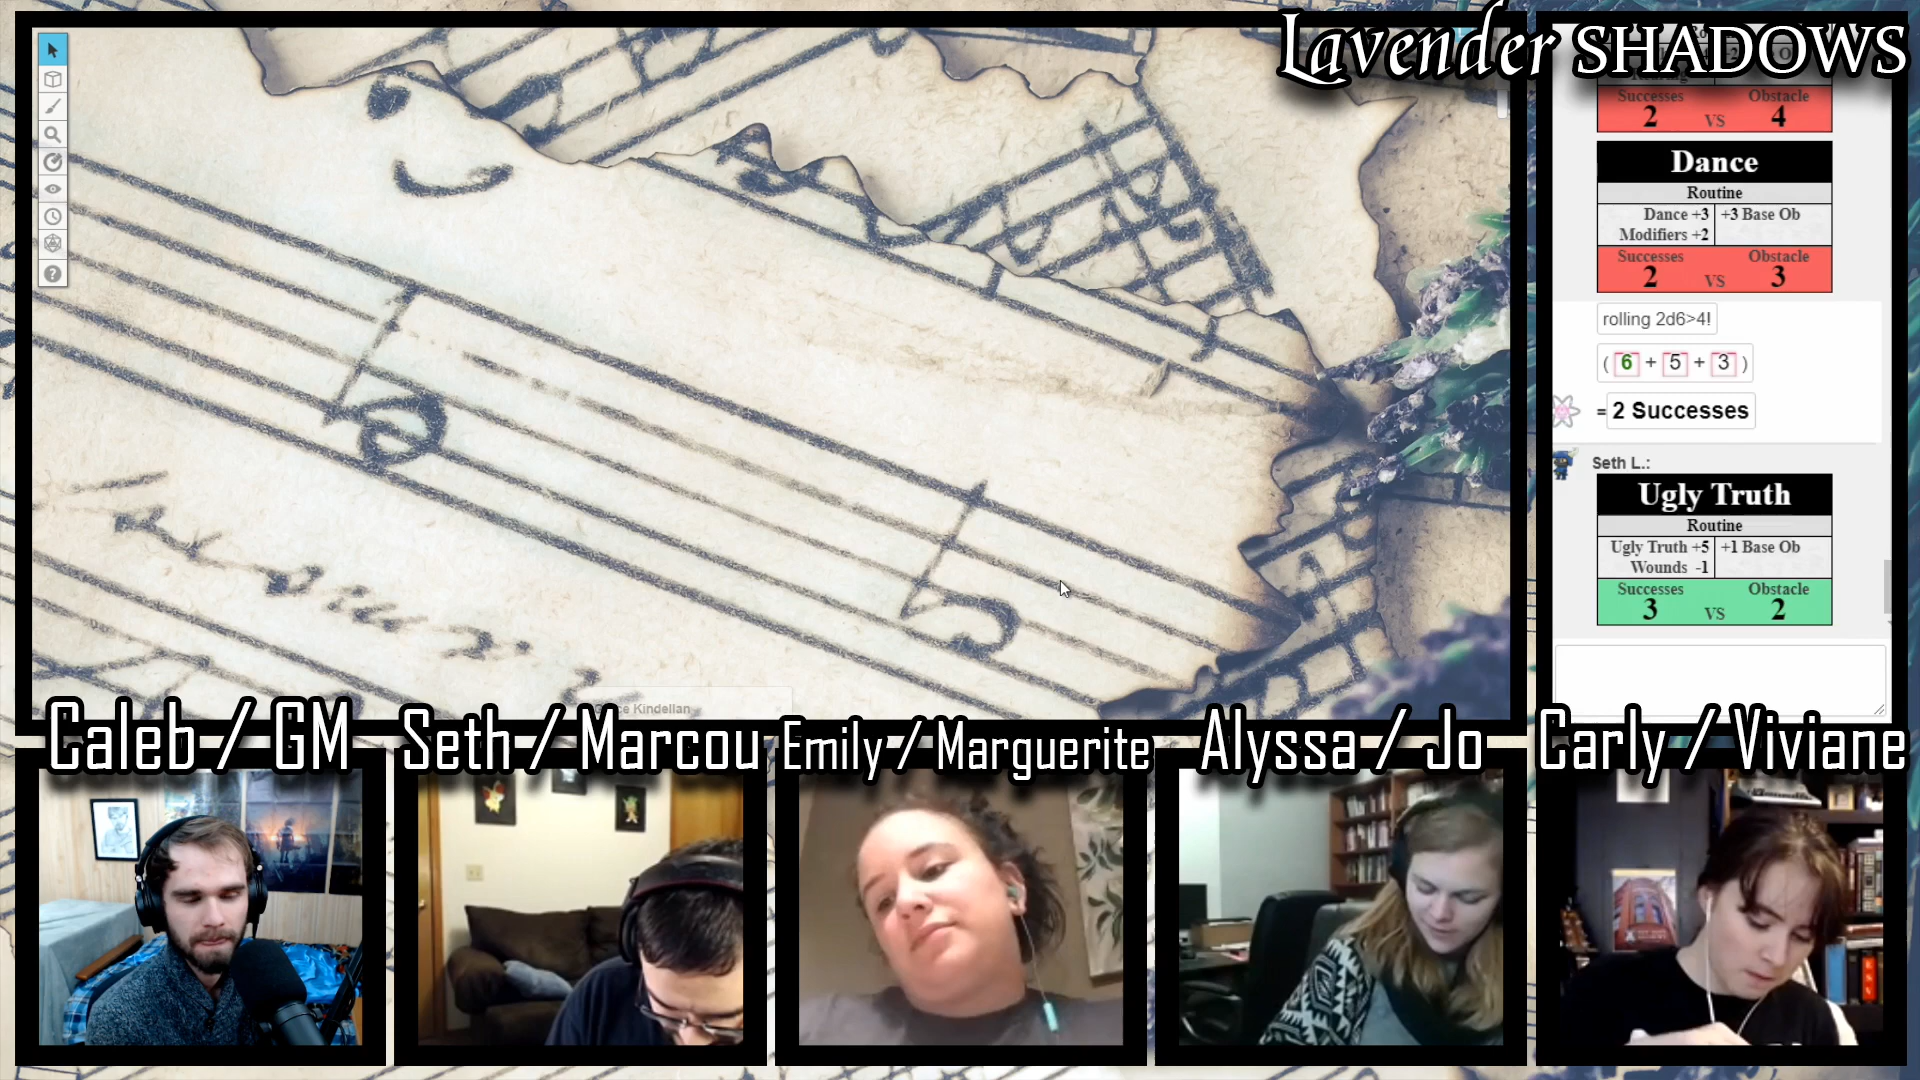 Lavender SHADOWS
Successes Obstacle
2 VS 4
Dance
Routine
Dance +3 +3 Base Ob
Modifiers +2
Successes Obstacle
2 VS 3
rolling 2d6>4!
( 6 + 5 + 3 )
= 2 Successes
Seth L.:
Ugly Truth
Routine
Ugly Truth +5 +1 Base Ob
Wounds -1
Successes Obstacle
3 VS 2
Kindellan
Caleb / GM
Seth / Marcou
Emily / Marguerite
Alyssa / Jo
Carly / Viviane